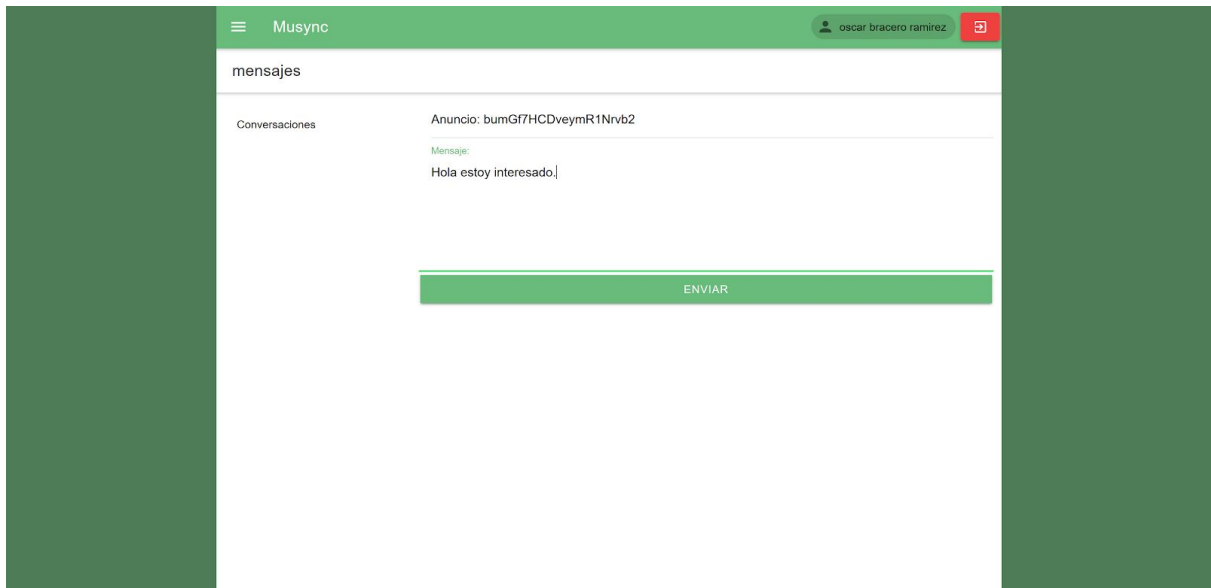 Musync
oscar bracero ramirez
mensajes
Conversaciones
Anuncio: bumGf7HCDveymR1Nrvb2
Mensaje:
Hola estoy interesado.
ENVIAR